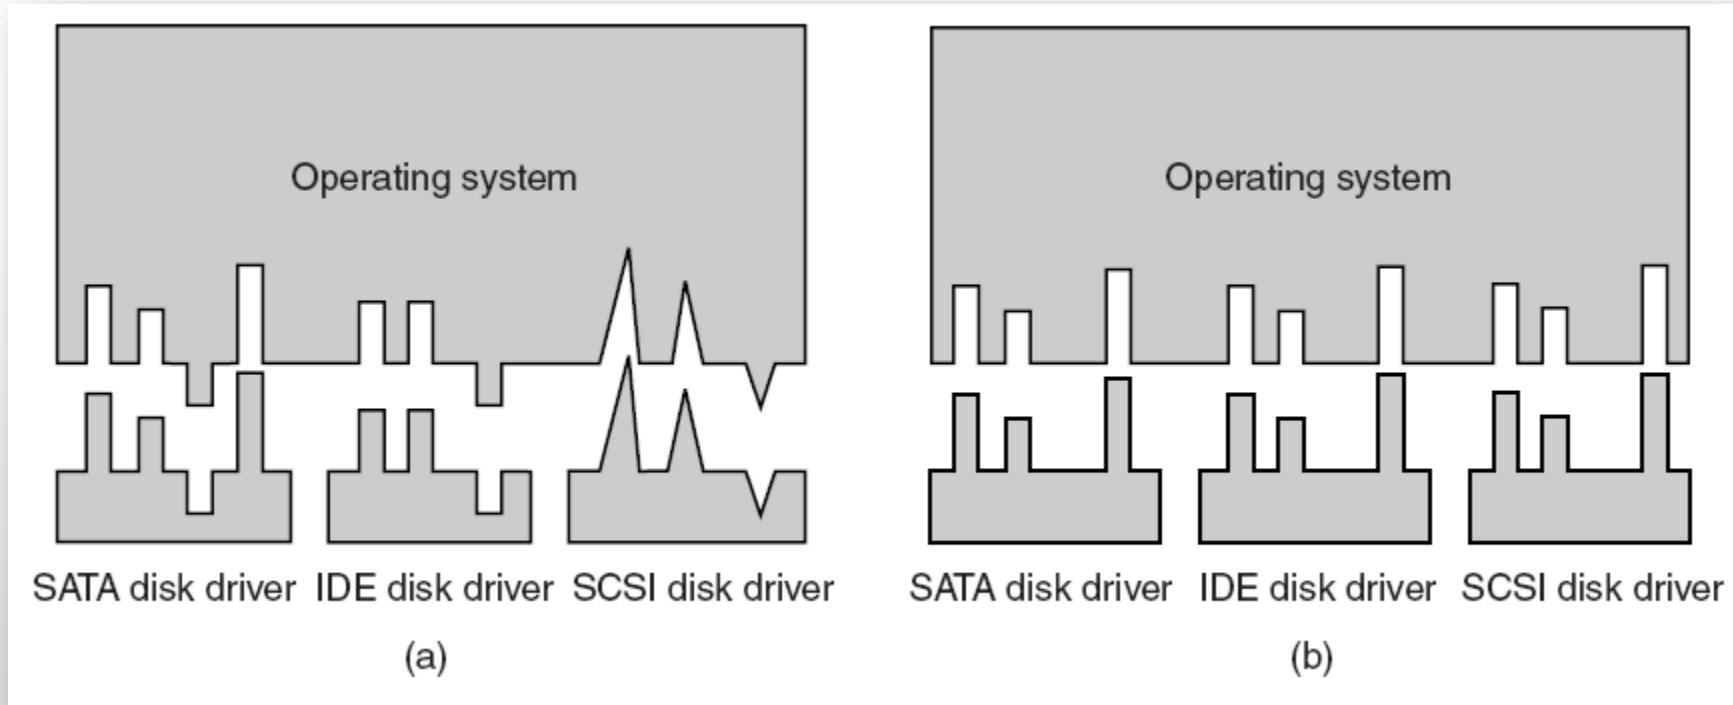 Operating system
SATA disk driver IDE disk driver SCSI disk driver
(a)
Operating system
SATA disk driver IDE disk driver SCSI disk driver
(b)